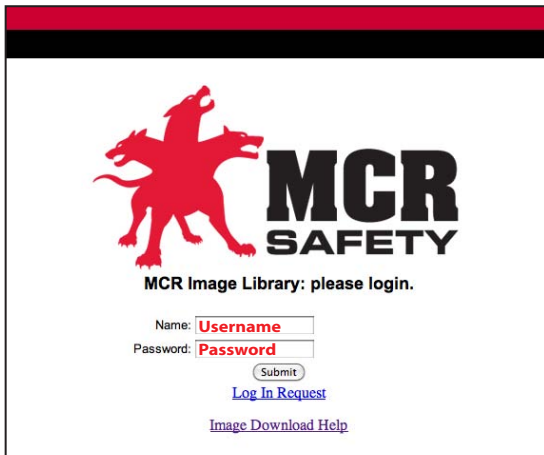 MCR
SAFETY
MCR Image Library: please login.
Name: Username
Password: Password
Submit
Log In Request
Image Download Help